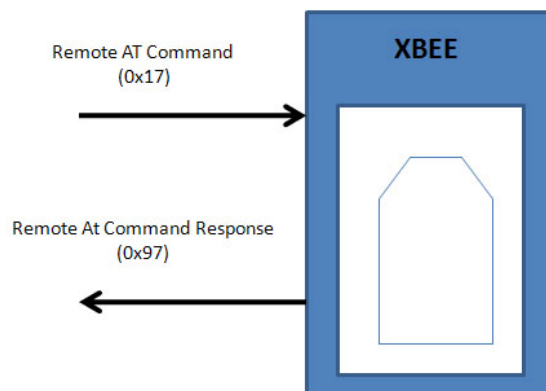 XBEE
Remote AT Command
(0x17)
Remote At Command Response
(0x97)